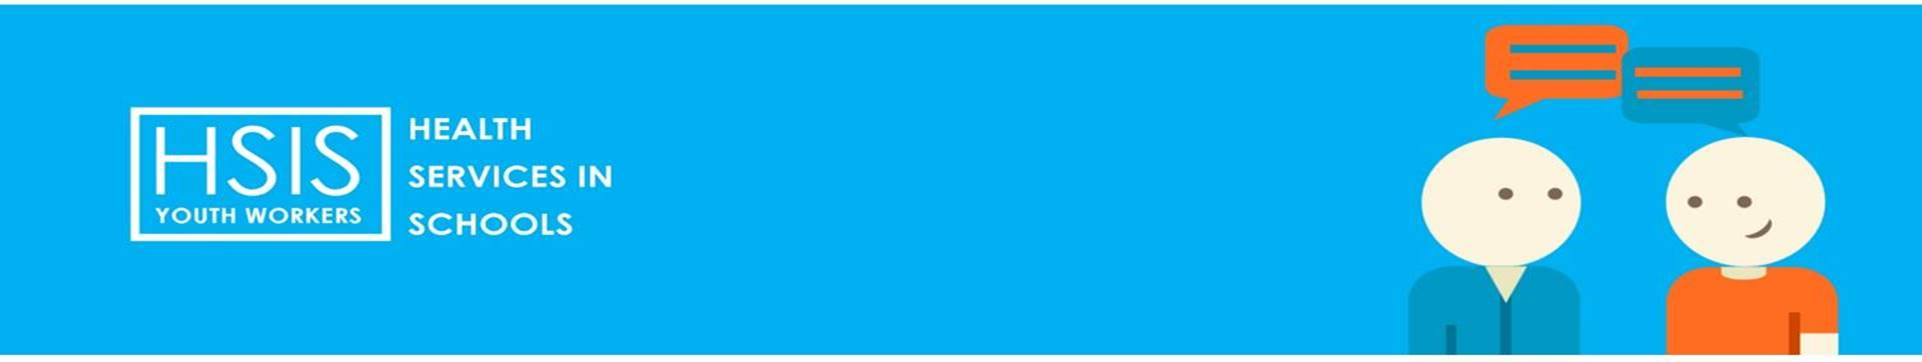 HSIS
YOUTH WORKERS
HEALTH
SERVICES IN
SCHOOLS